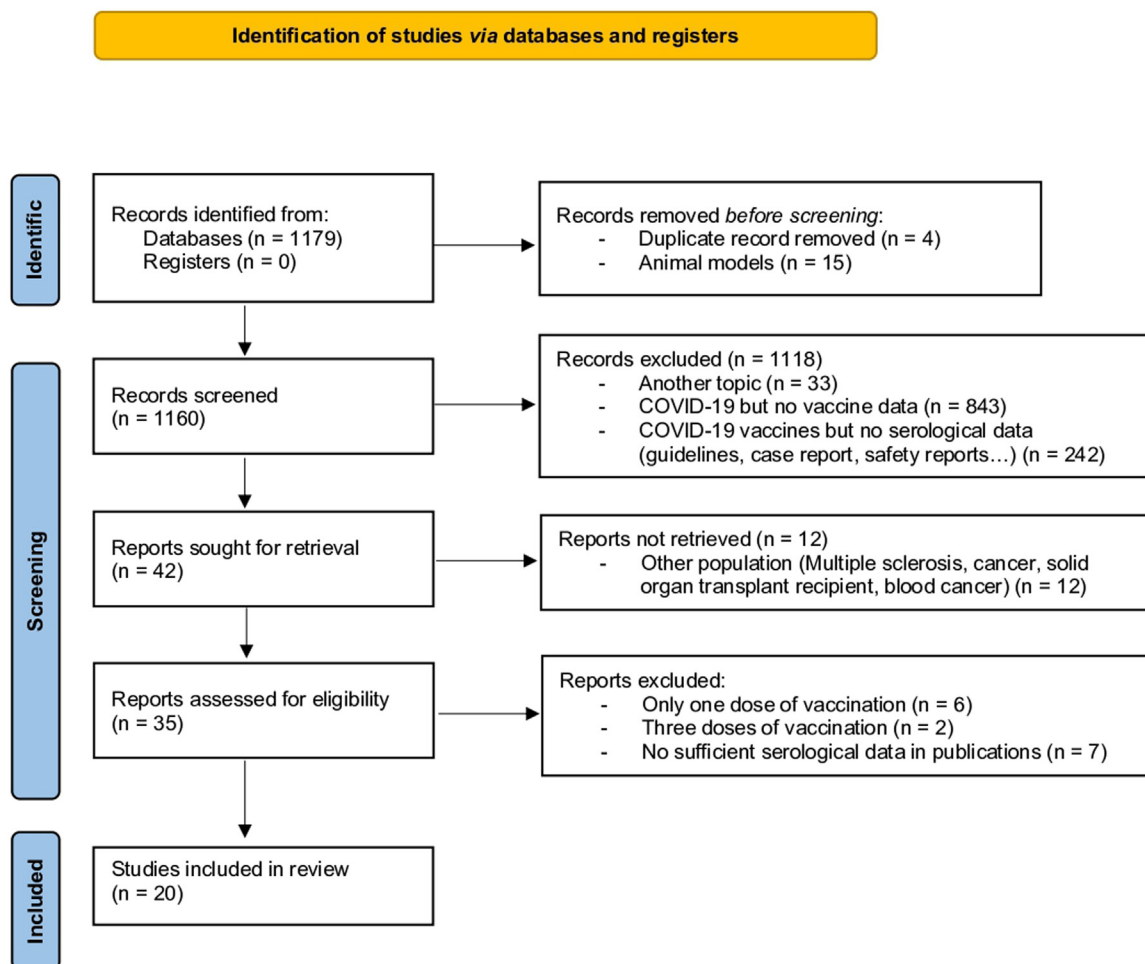 Identification of studies via databases and registers
Identific
Records identified from:
Databases (n = 1179)
Registers (n = 0)
Records removed before screening:
- Duplicate record removed (n = 4)
- Animal models (n = 15)
Screening
Records screened
(n = 1160)
Records excluded (n = 1118)
- Another topic (n = 33)
- COVID-19 but no vaccine data (n = 843)
- COVID-19 vaccines but no serological data
(guidelines, case report, safety reports…) (n = 242)
Reports sought for retrieval
(n = 42)
Reports not retrieved (n = 12)
- Other population (Multiple sclerosis, cancer, solid
organ transplant recipient, blood cancer) (n = 12)
Reports assessed for eligibility
(n = 35)
Reports excluded:
- Only one dose of vaccination (n = 6)
- Three doses of vaccination (n = 2)
- No sufficient serological data in publications (n = 7)
Included
Studies included in review
(n = 20)